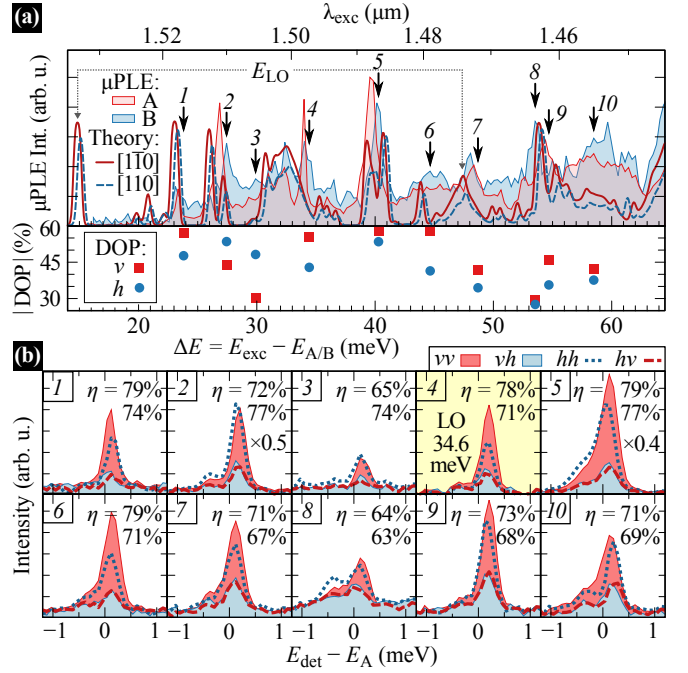 (a)
λexc (μm)
1.52 1.50 1.48 1.46
μPLE Int. (arb. u.)
μPLE:
A
B
Theory:
[11̅0]
[110]
ELO
1 2 3 4 5 6 7 8 9 10
|DOP|(%)
60
45
30
DOP:
v
h
20 30 40 50 60
ΔE = Eexc − EA/B (meV)
(b)
vv vh hh hv
Intensity (arb. u.)
1 η = 79%
74%
2 η = 72%
77%
×0.5
3 η = 65%
74%
4 η = 78%
71%
LO
34.6
meV
5 η = 79%
77%
×0.4
6 η = 79%
71%
7 η = 71%
67%
8 η = 64%
63%
9 η = 73%
68%
10 η = 71%
69%
−1 0 1 −1 0 1 −1 0 1 −1 0 1 −1 0 1
Edet − EA (meV)